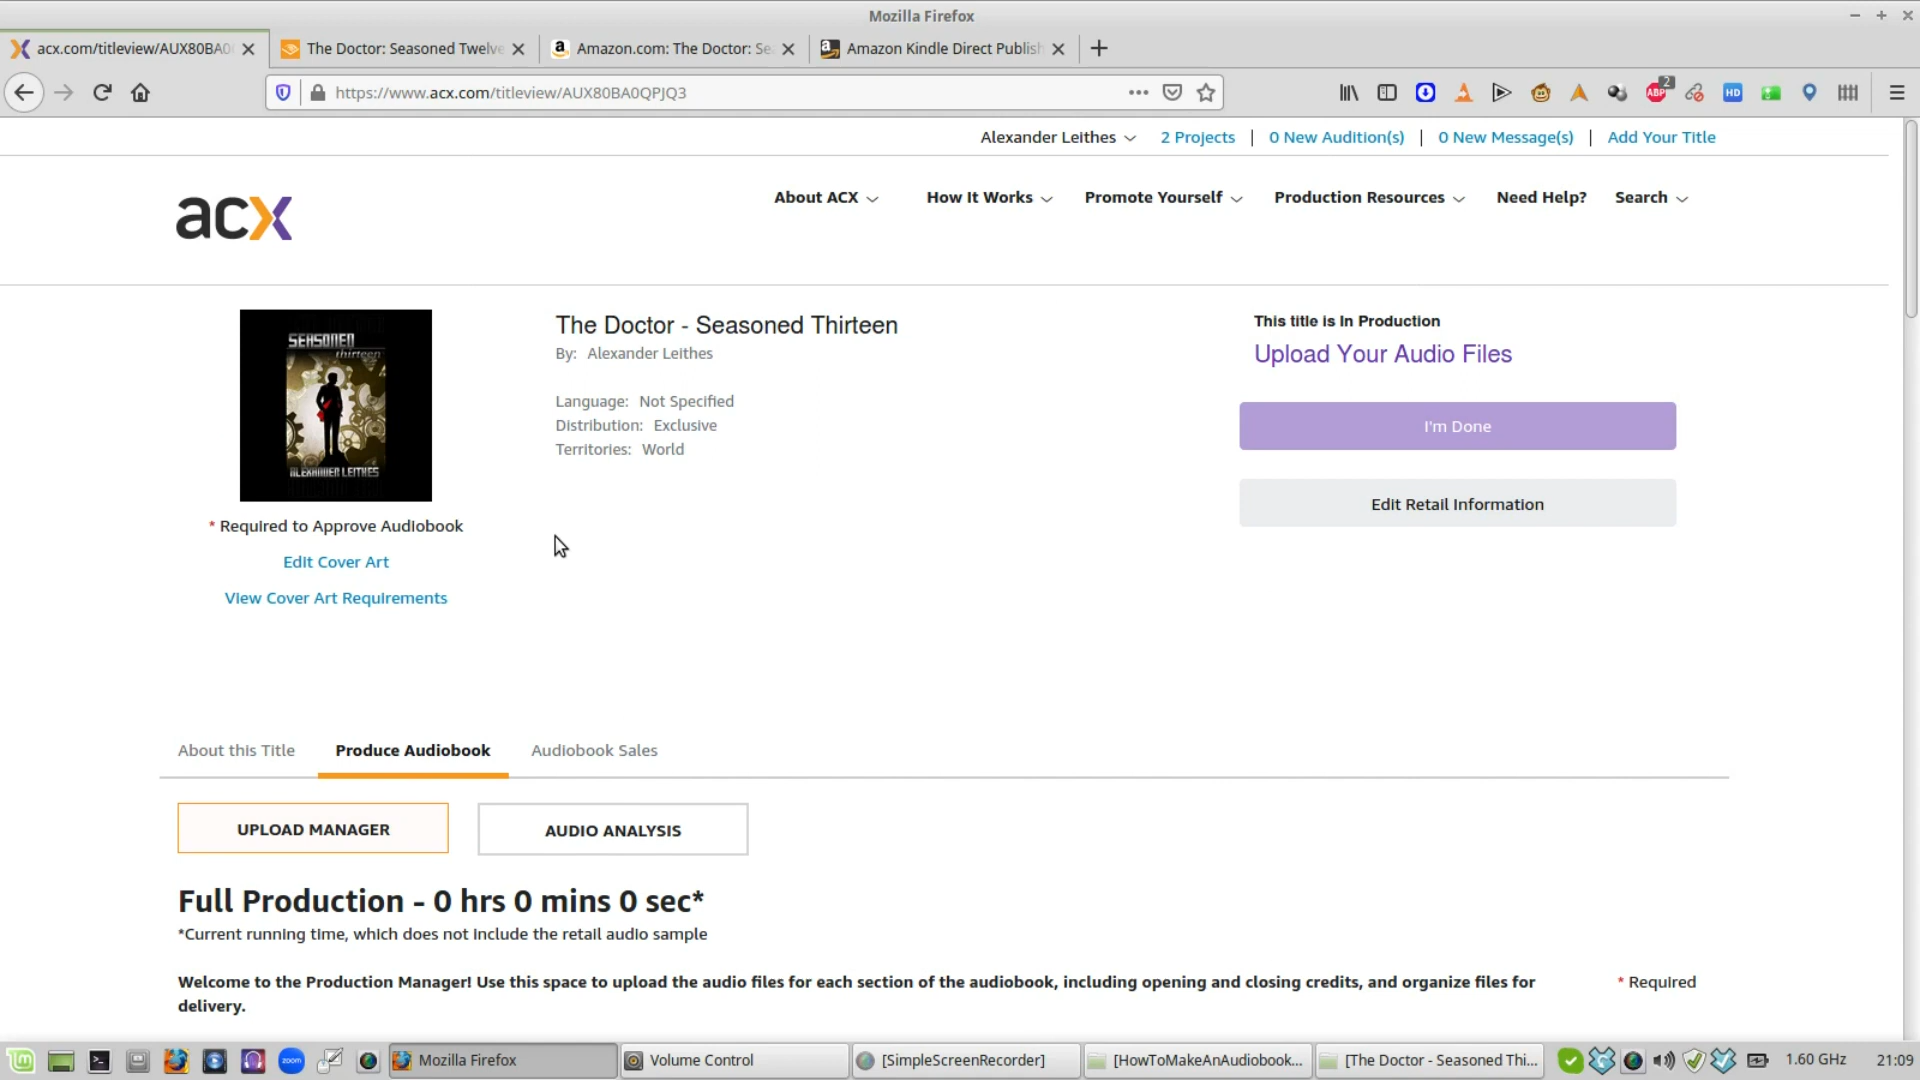 Mozilla Firefox
acx.com/titleview/AUX80BA0
The Doctor: Seasoned Twelve
Amazon.com: The Doctor: Se
Amazon Kindle Direct Publish
https://www.acx.com/titleview/AUX80BA0QPJQ3
2
ABP
HD
Alexander Leithes
2 Projects | 0 New Audition(s) | 0 New Message(s) | Add Your Title
acx
About ACX
How It Works
Promote Yourself
Production Resources
Need Help?
Search
SEASONED
thirteen
ALEXANDER LEITHES
* Required to Approve Audiobook
Edit Cover Art
View Cover Art Requirements
The Doctor - Seasoned Thirteen
By: Alexander Leithes
Language: Not Specified
Distribution: Exclusive
Territories: World
This title is In Production
Upload Your Audio Files
I'm Done
Edit Retail Information
About this Title
Produce Audiobook
Audiobook Sales
UPLOAD MANAGER
AUDIO ANALYSIS
Full Production - 0 hrs 0 mins 0 sec*
*Current running time, which does not include the retail audio sample
Welcome to the Production Manager! Use this space to upload the audio files for each section of the audiobook, including opening and closing credits, and organize files for
delivery.
* Required
zoom
Mozilla Firefox
Volume Control
[SimpleScreenRecorder]
[HowToMakeAnAudiobook...
[The Doctor - Seasoned Thi...
1.60 GHz
21:09